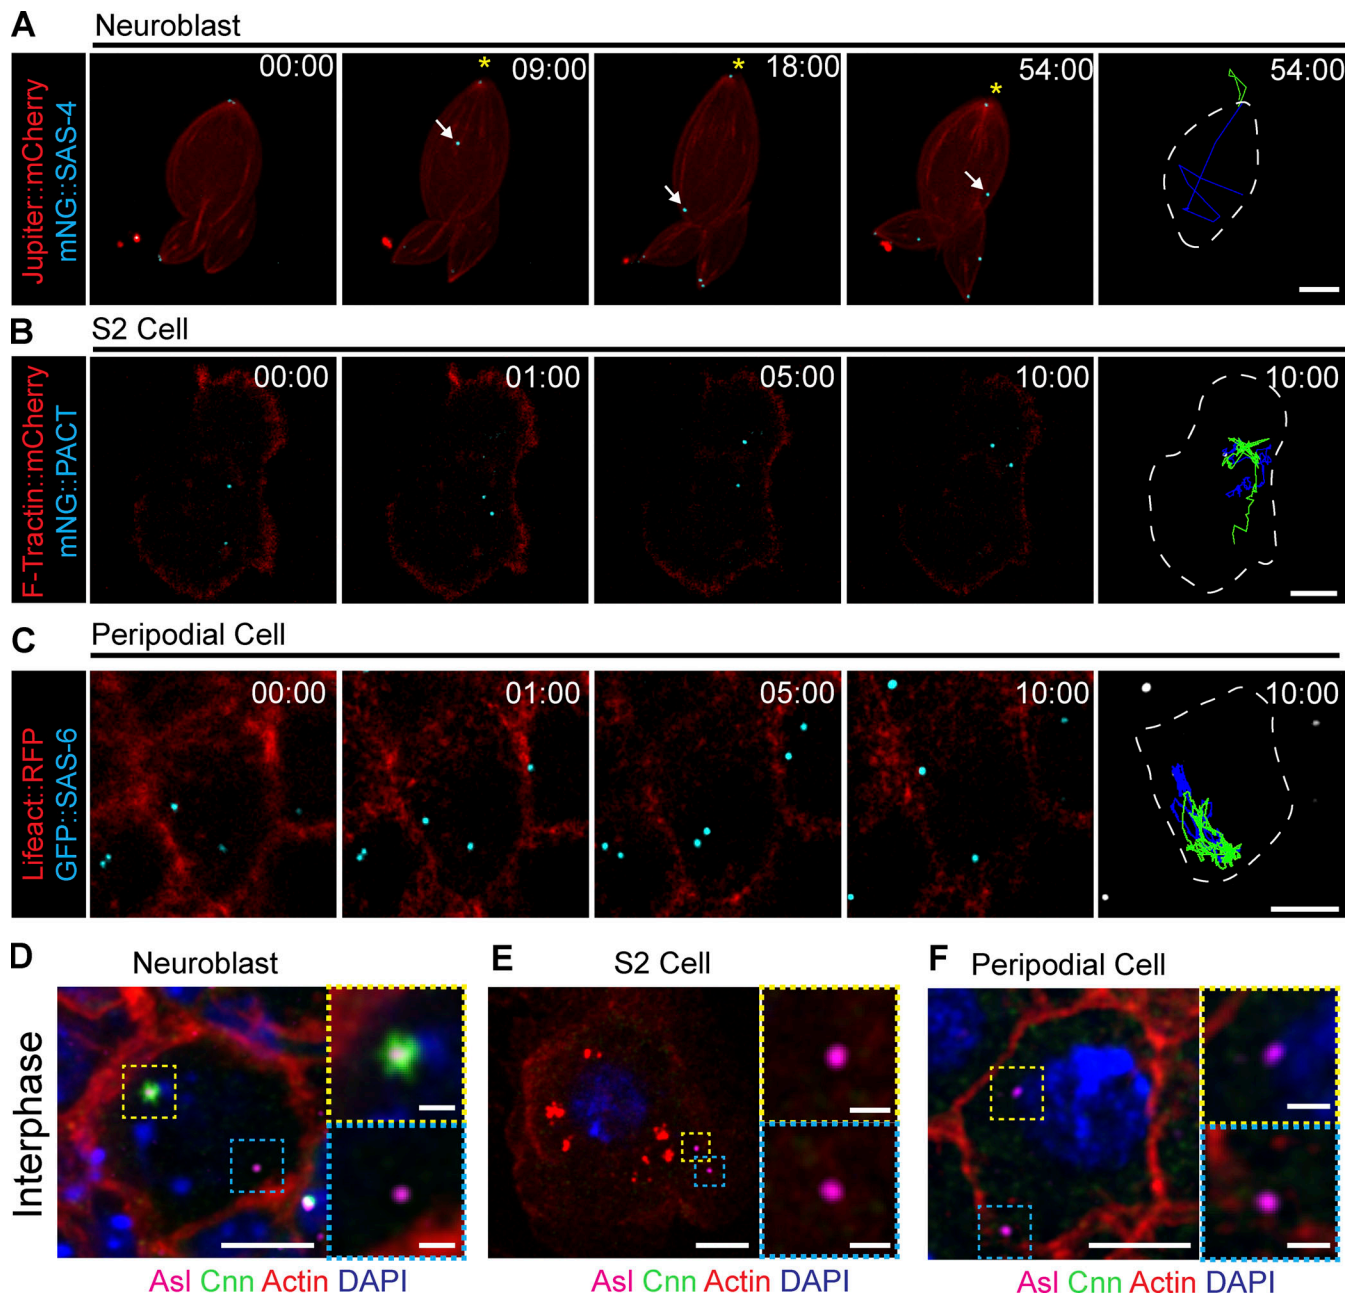 A
Neuroblast
Jupiter::mCherry
mNG::SAS-4
00:00
09:00
18:00
54:00
54:00
*
*
*
B
S2 Cell
F-Tractin::mCherry
mNG::PACT
00:00
01:00
05:00
10:00
10:00
C
Peripodial Cell
Lifeact::RFP
GFP::SAS-6
00:00
01:00
05:00
10:00
10:00
D
Neuroblast
E
S2 Cell
F
Peripodial Cell
Interphase
Asl Cnn Actin DAPI
Asl Cnn Actin DAPI
Asl Cnn Actin DAPI